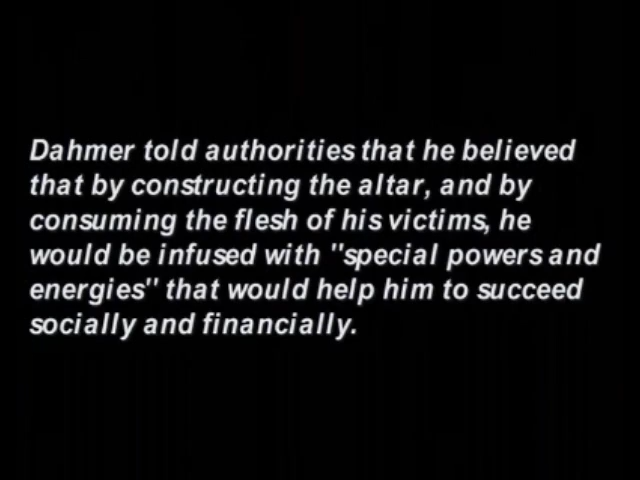 Dahmer told authorities that he believed
that by constructing the altar, and by
consuming the flesh of his victims, he
would be infused with "special powers and
energies" that would help him to succeed
socially and financially.